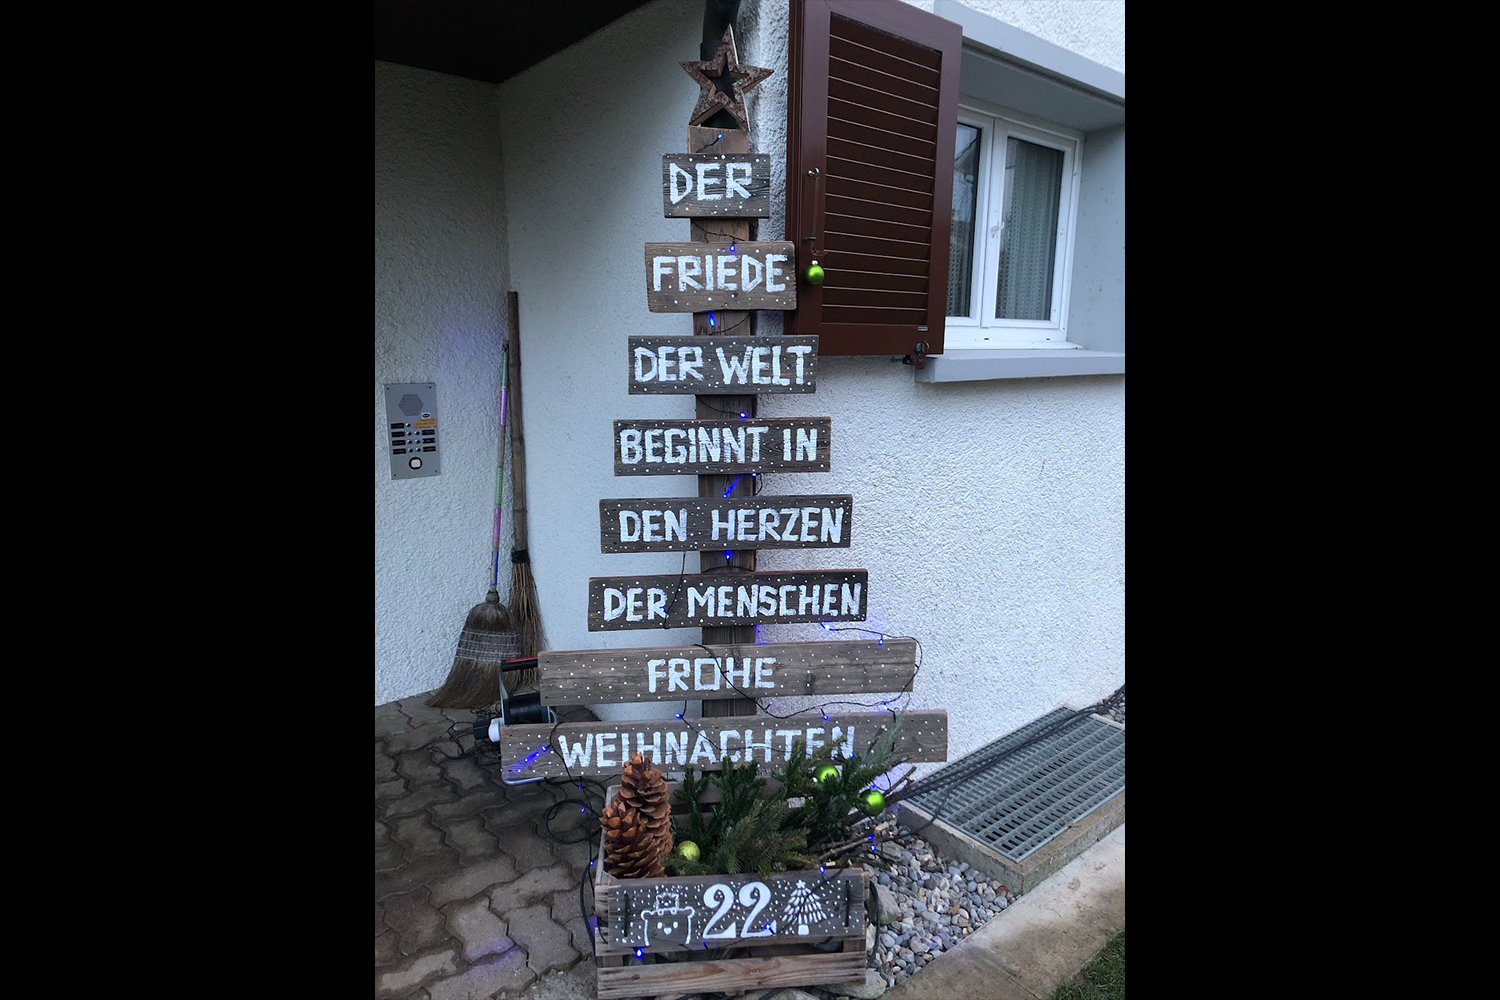 DER
FRIEDE
DER WELT
BEGINNT IN
DEN HERZEN
DER MENSCHEN
FROHE
WEIHNACHTEN
22